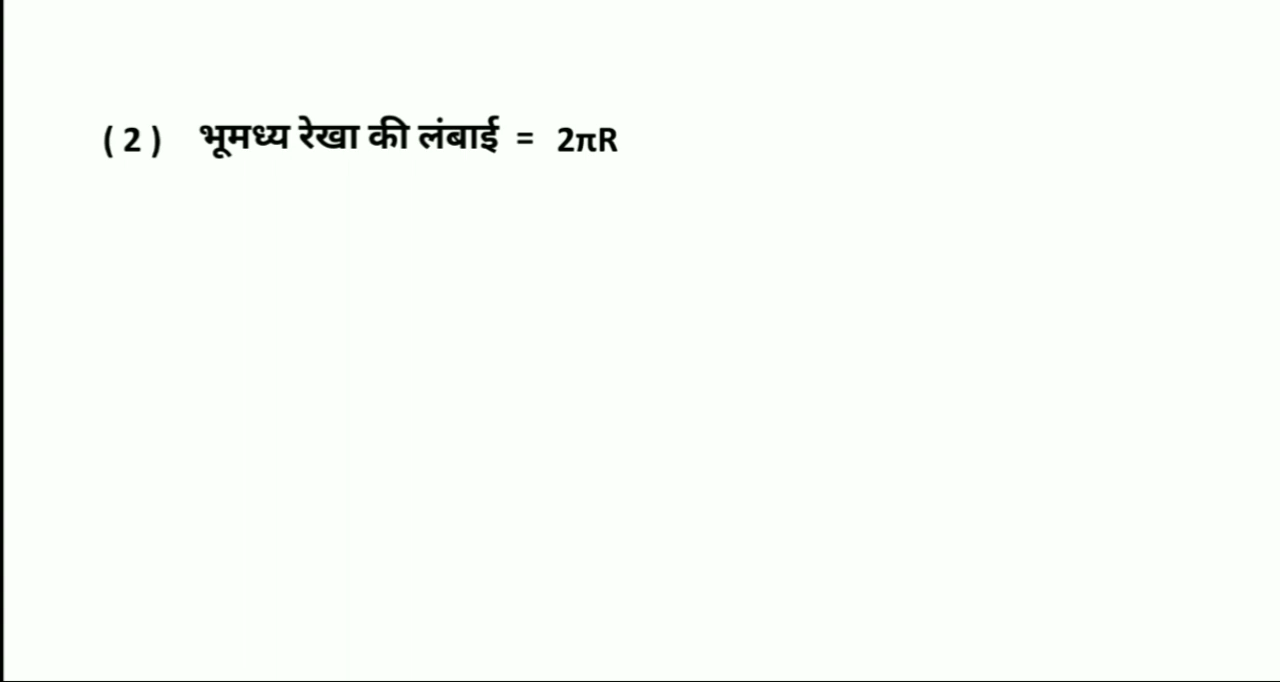 ( 2 ) भूमध्य रेखा की लंबाई = 2πR